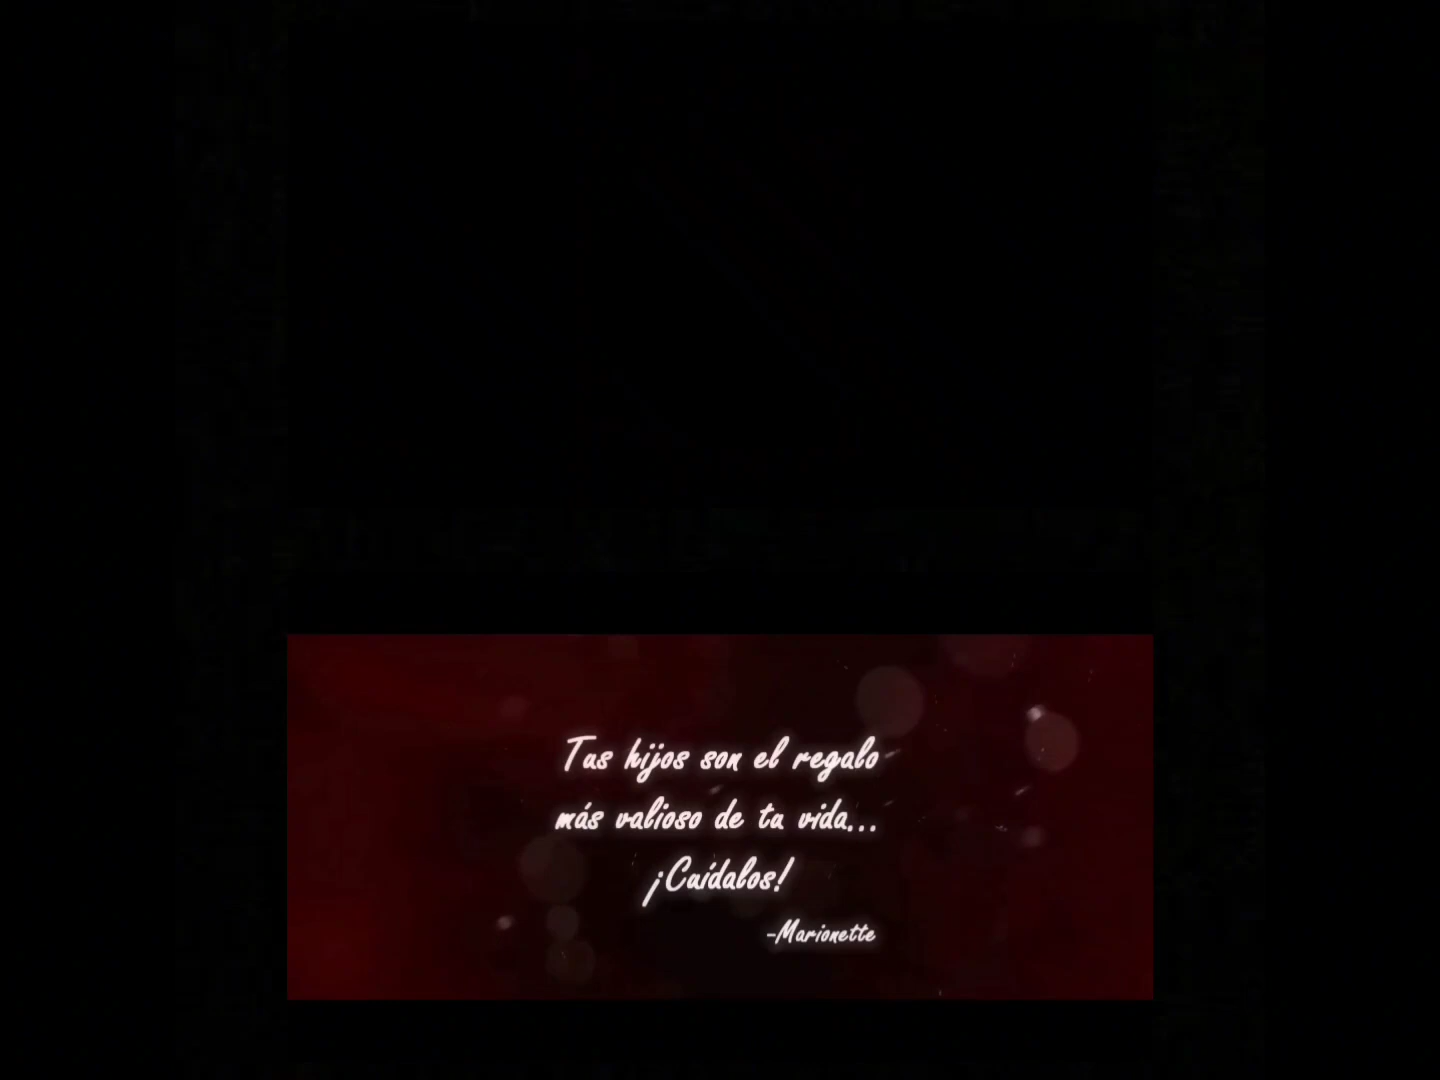 Tus hijos son el regalo
más valioso de tu vida...
¡Cuídalos!
-Marionette